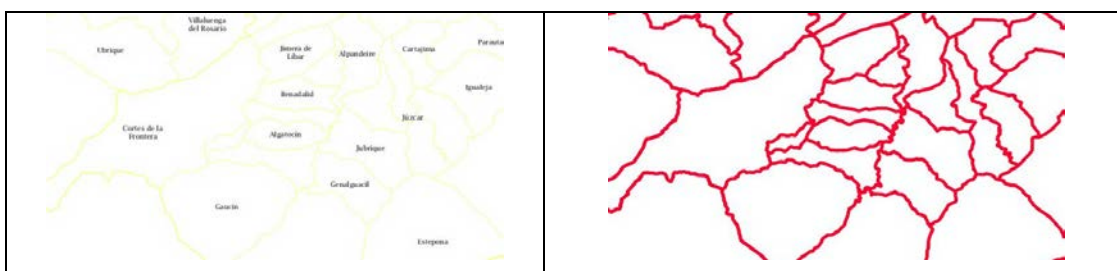 Villaluenga
del Rosario
Ubrique
Jimera de
Líbar
Alpandeire
Cartajima
Parauta
Igualeja
Benadalid
Júzcar
Cortes de la
Frontera
Algatocín
Jubrique
Genalguacil
Gaucín
Estepona